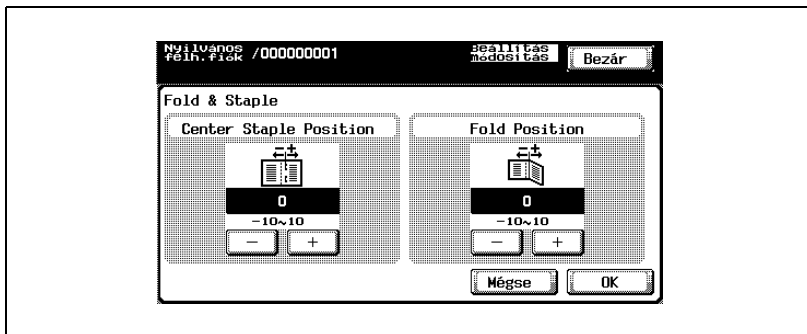 Nyilvános
félh.fiók /000000001
Beállítás
módosítás
Bezár
Fold & Staple
Center Staple Position
Fold Position
- +
- +
0
0
-10~10
-10~10
- +
- +
Mégse OK